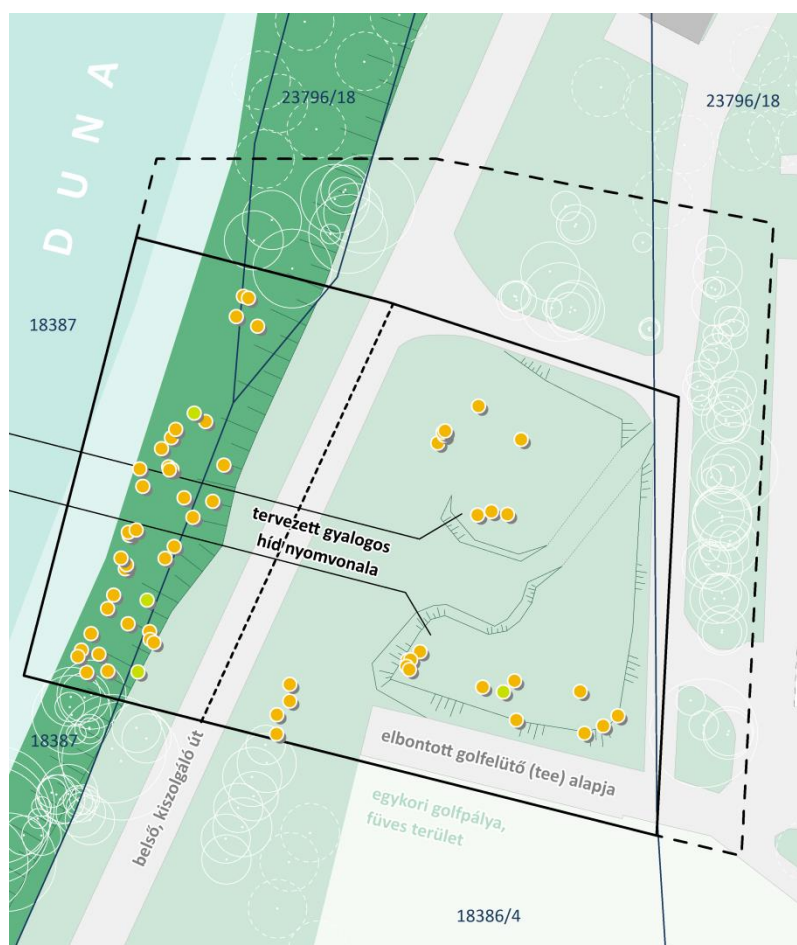 23796/18
23796/18
DUNA
18387
tervezett gyalogos
híd nyomvonala
18387
belső, kiszolgáló út
elbontott golfelütő (tee) alapja
egykori golfpálya,
füves terület
18386/4